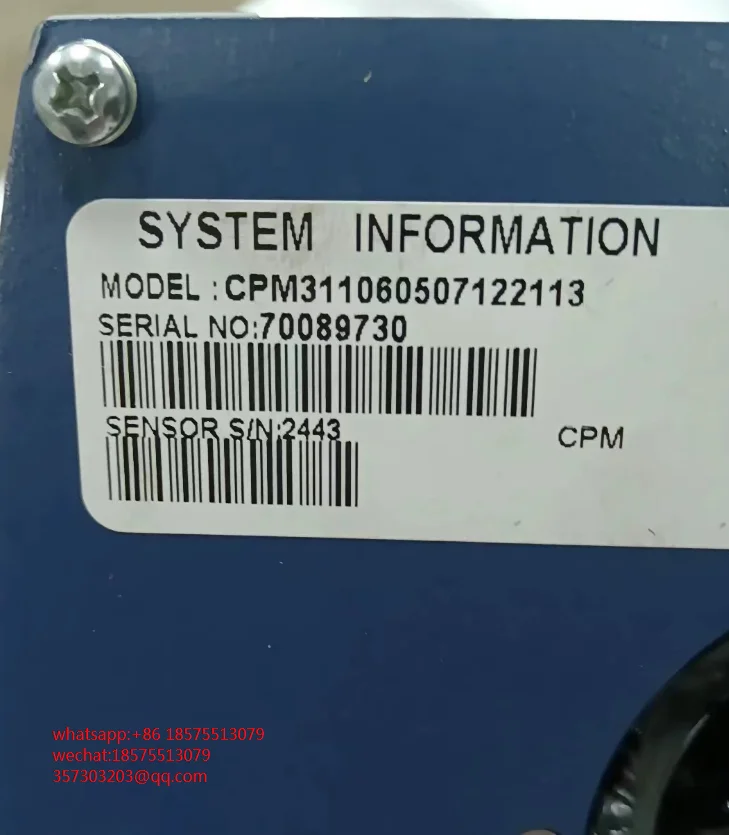 SYSTEM INFORMATION
MODEL :CPM311060507122113
SERIAL NO:70089730
SENSOR S/N:2443
CPM
whatsapp:+86 18575513079
wechat:18575513079
357303203@qq.com